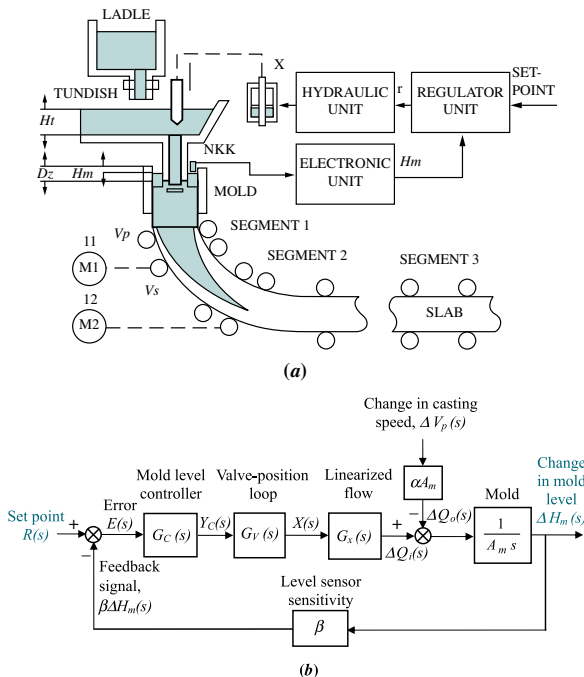 LADLE
TUNDISH
X
HYDRAULIC
UNIT
r
REGULATOR
UNIT
SET-
POINT
Ht
NKK
ELECTRONIC
UNIT
Hm
Dz
Hm
MOLD
Vp
11
M1
Vs
12
M2
SEGMENT 1
SEGMENT 2
SEGMENT 3
SLAB
(a)
Change in casting
speed, ΔVp(s)
αAm
Change
in mold
level
ΔHm(s)
Set point
R(s)
+
−
Error
E(s)
Mold level
controller
GC(s)
YC(s)
Valve-position
loop
GV(s)
X(s)
Linearized
flow
Gx(s)
+
ΔQi(s)
−
ΔQo(s)
Mold
1
Ams
Feedback
signal,
βΔHm(s)
Level sensor
sensitivity
β
(b)